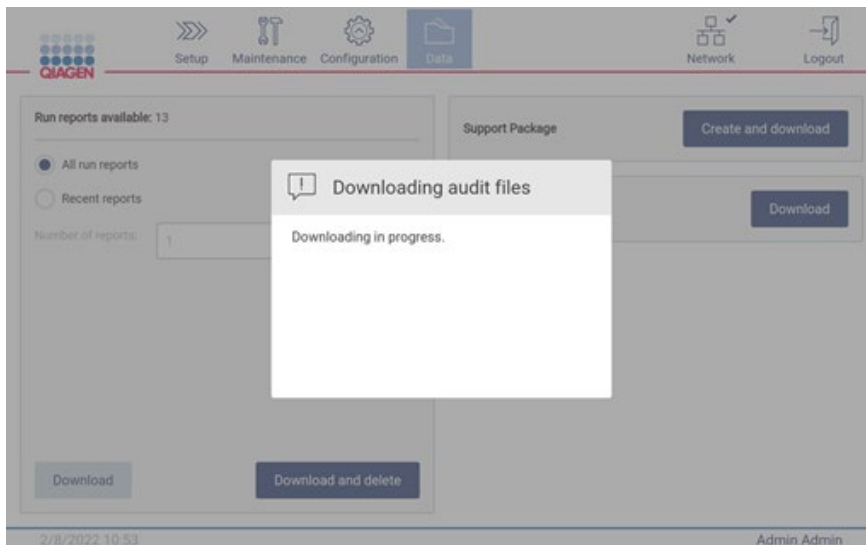 QIAGEN
Setup
Maintenance
Configuration
Data
Network
Logout
Run reports available: 13
All run reports
Recent reports
Number of reports:
1
Download
Download and delete
Support Package
Create and download
Download
Downloading audit files
Downloading in progress.
2/8/2022 10:53
Admin Admin